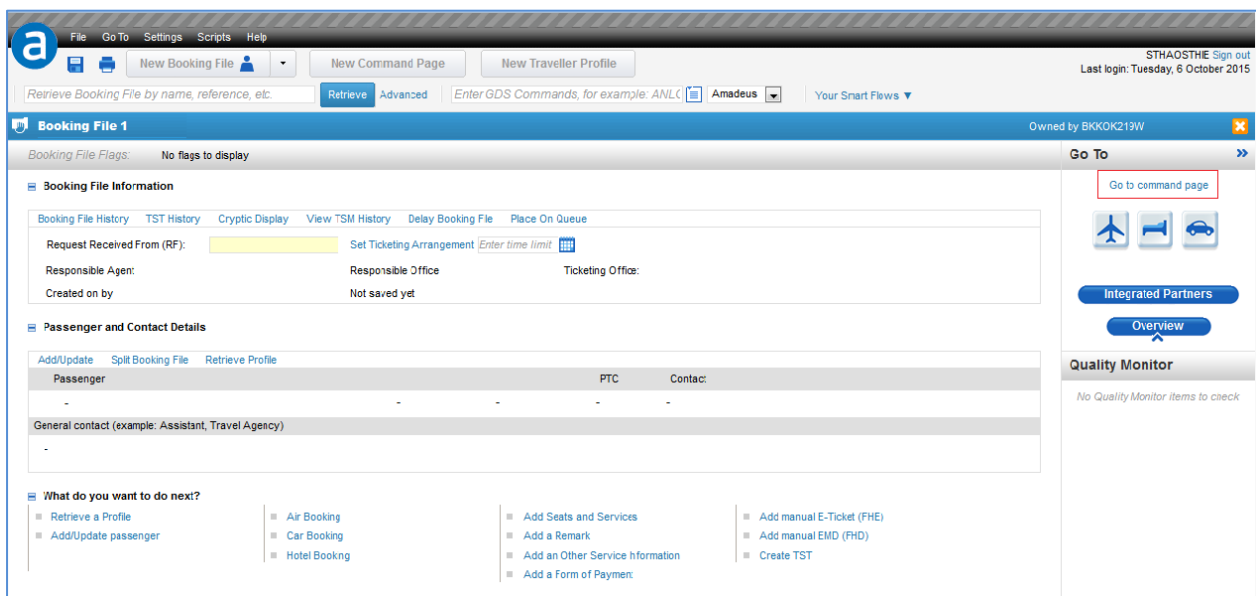 a
File Go To Settings Scripts Help
New Booking File New Command Page New Traveller Profile
STHAOSTHE Sign out
Last login: Tuesday, 6 October 2015
Retrieve Booking File by name, reference, etc. Retrieve Advanced Enter GDS Commands, for example: ANLC Amadeus Your Smart Flows ▼
Booking File 1 Owned by BKKOK219W
Booking File Flags: No flags to display
Go To »
Go to command page
Booking File Information
Booking File History TST History Cryptic Display View TSM History Delay Booking File Place On Queue
Request Received From (RF): Set Ticketing Arrangement Enter time limit
Responsible Agent: Responsible Office Ticketing Office:
Created on by Not saved yet
Integrated Partners
Overview
Passenger and Contact Details
Add/Update Split Booking File Retrieve Profile
Passenger PTC Contact
- - - - -
General contact (example: Assistant, Travel Agency)
-
Quality Monitor
No Quality Monitor items to check
What do you want to do next?
Retrieve a Profile Air Booking Add Seats and Services Add manual E-Ticket (FHE)
Add/Update passenger Car Booking Add a Remark Add manual EMD (FHD)
Hotel Booking Add an Other Service Information Create TST
Add a Form of Payment